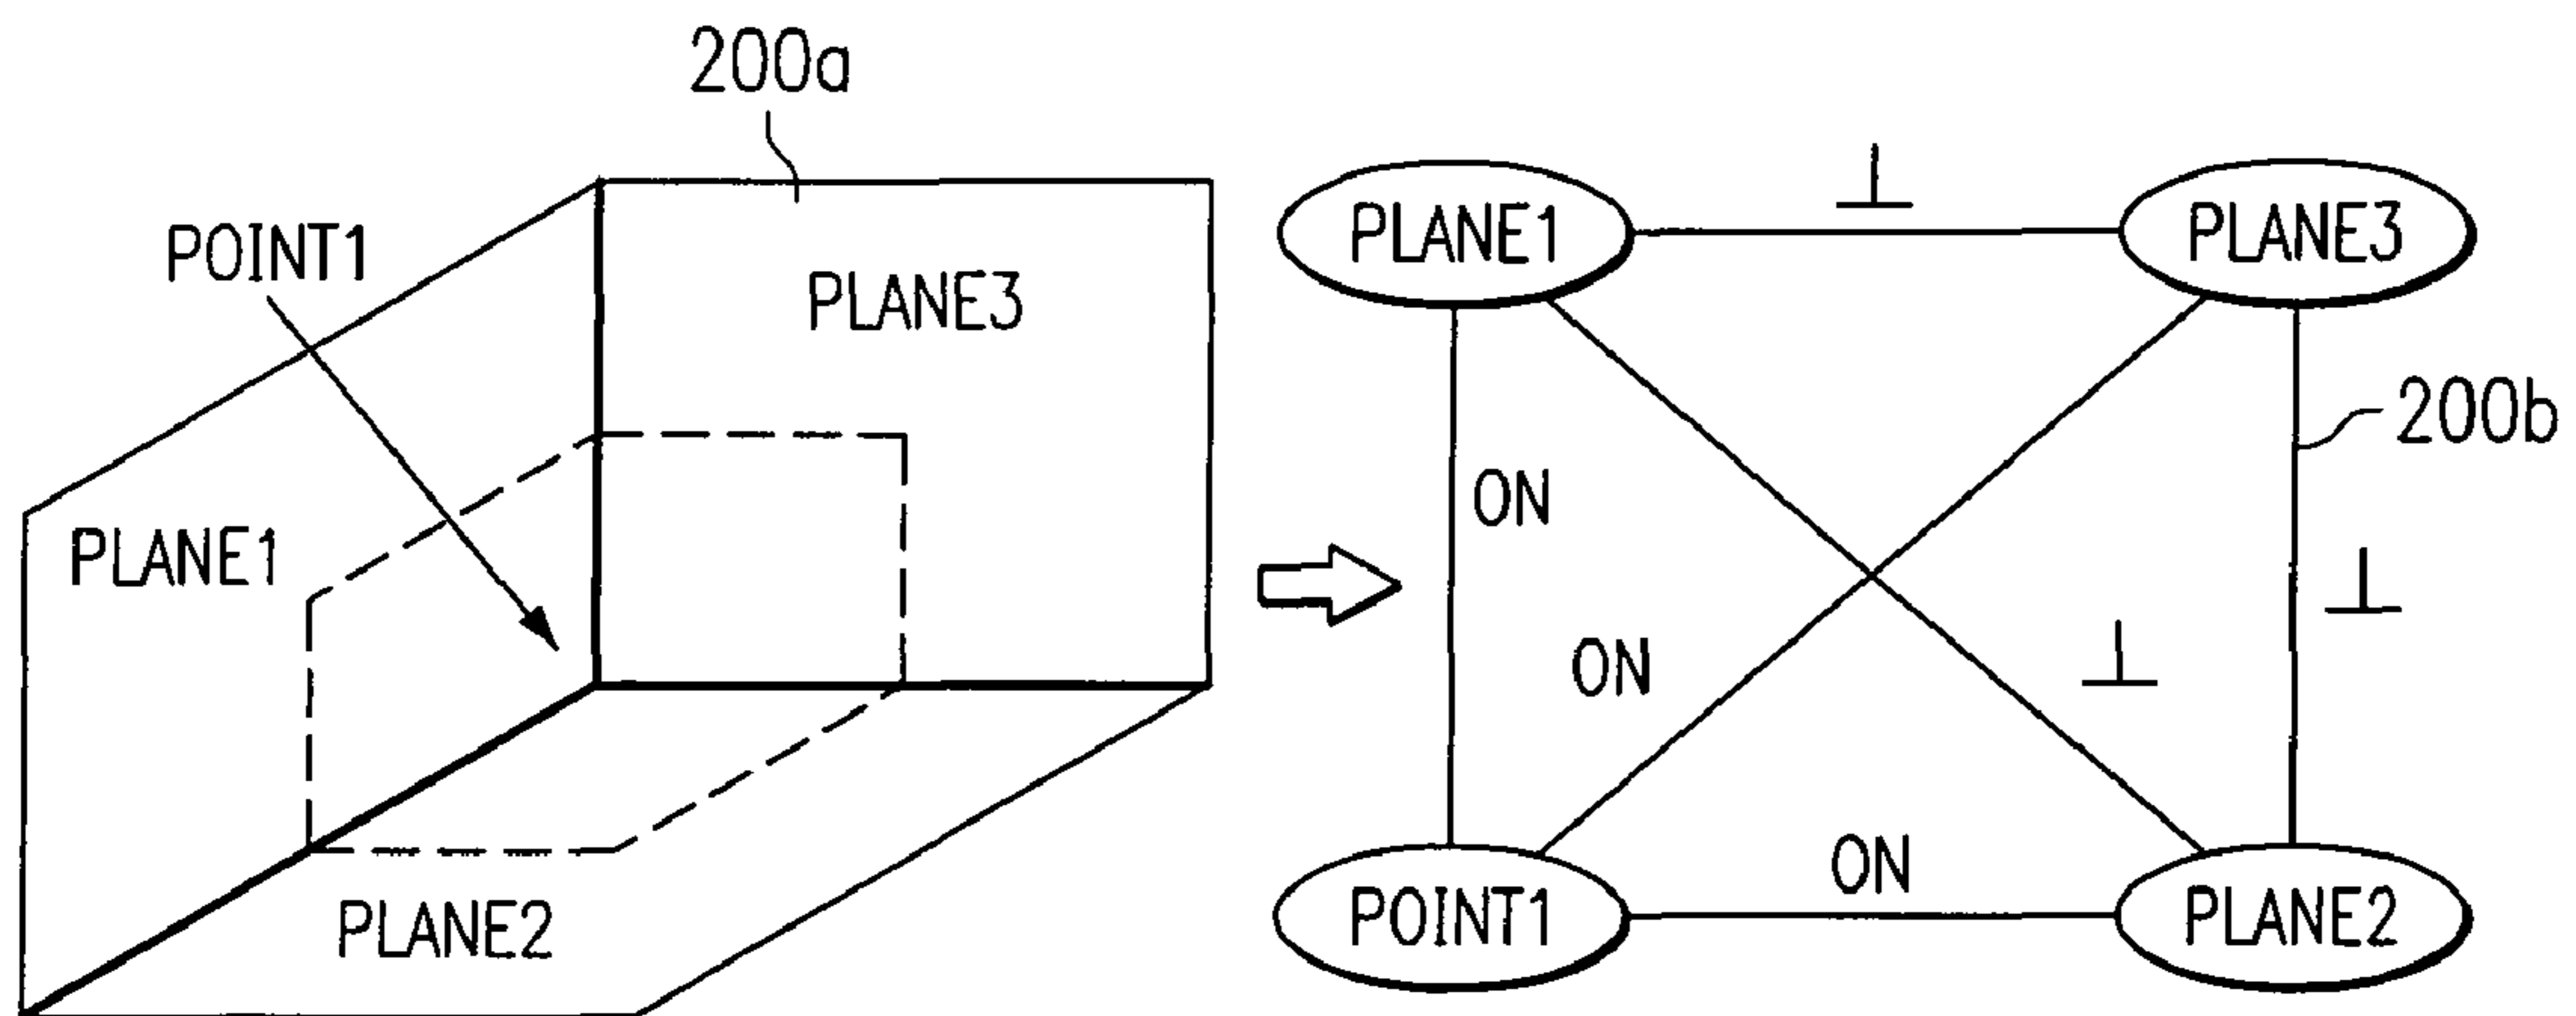 200a
POINT1
PLANE3
PLANE1
PLANE2
⊥
PLANE1
PLANE3
200b
ON
⊥
ON
⊥
ON
POINT1
PLANE2